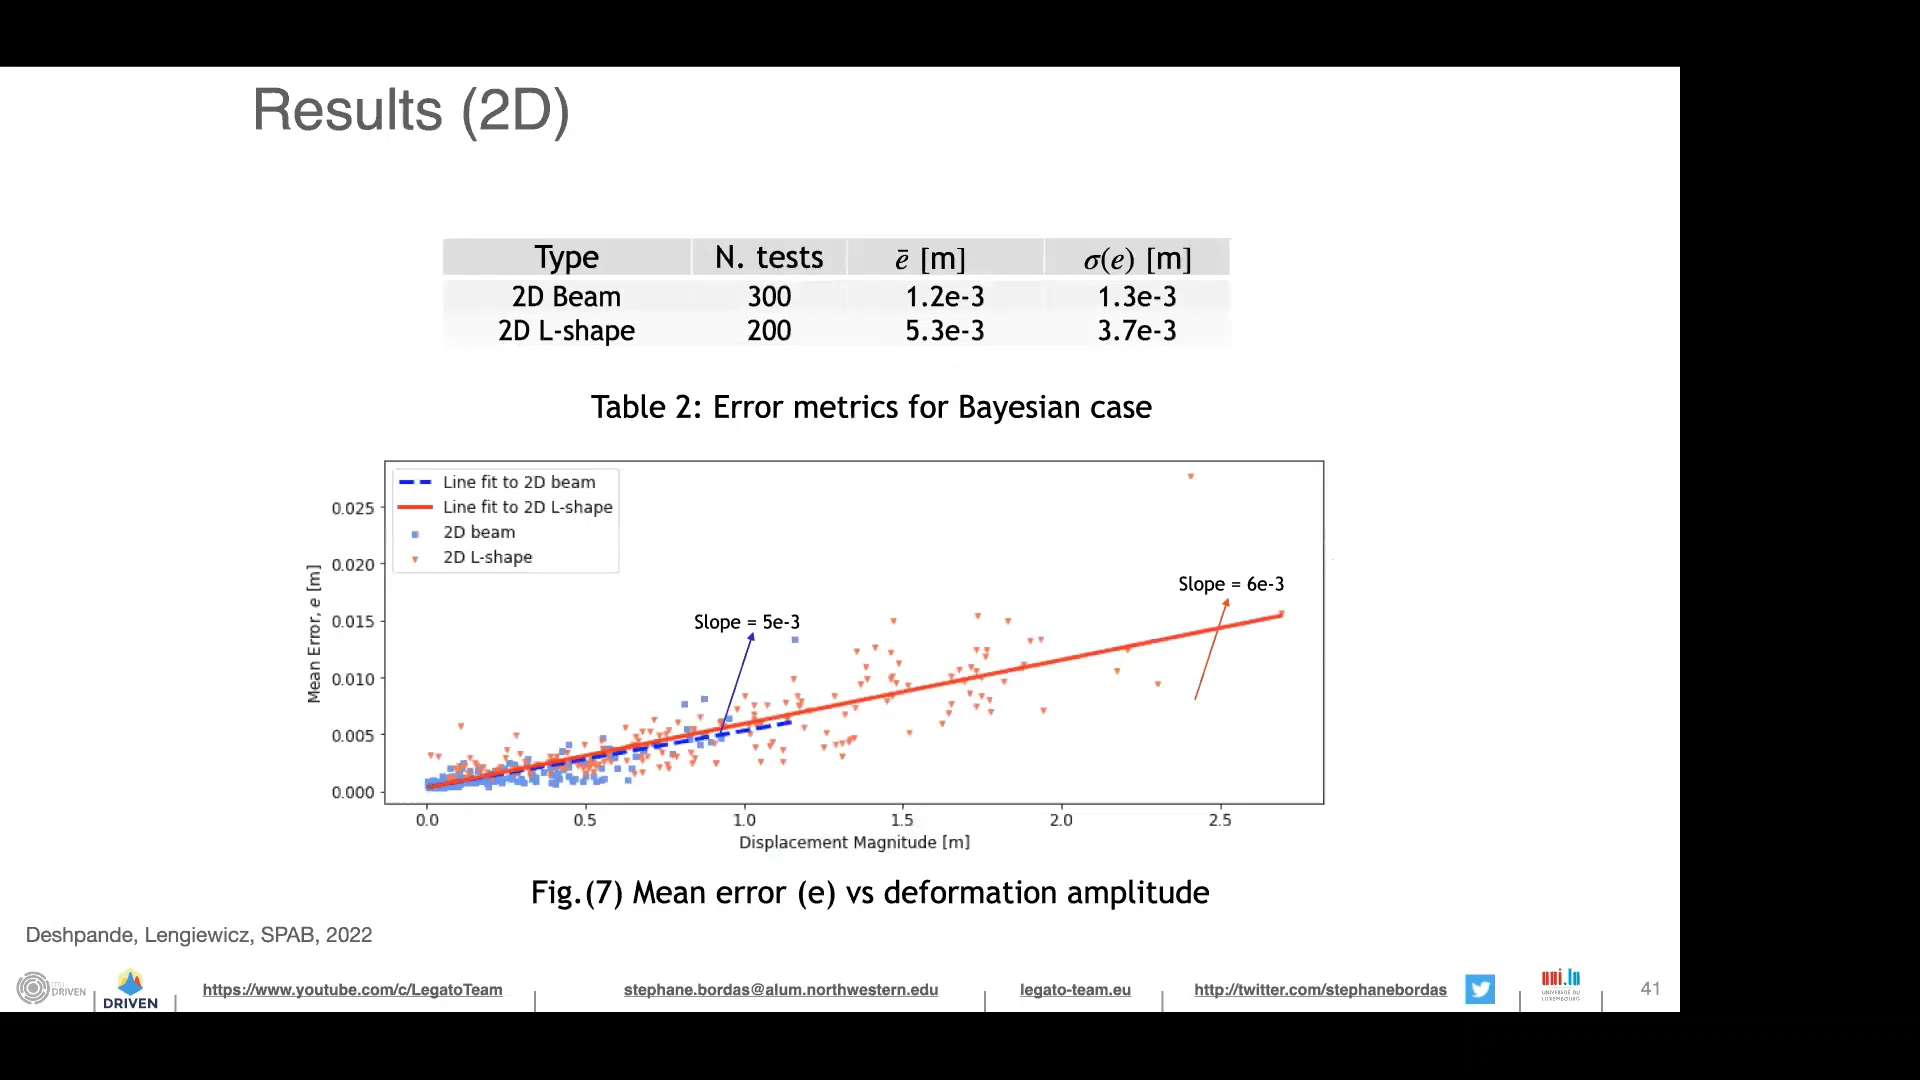 Results (2D)
Type N. tests ē [m] σ(e) [m]
2D Beam 300 1.2e-3 1.3e-3
2D L-shape 200 5.3e-3 3.7e-3
Table 2: Error metrics for Bayesian case
Line fit to 2D beam
Line fit to 2D L-shape
2D beam
2D L-shape
Slope = 6e-3
Slope = 5e-3
Mean Error, e [m]
0.025
0.020
0.015
0.010
0.005
0.000
0.0 0.5 1.0 1.5 2.0 2.5
Displacement Magnitude [m]
Fig.(7) Mean error (e) vs deformation amplitude
Deshpande, Lengiewicz, SPAB, 2022
DRIVEN
DRIVEN
https://www.youtube.com/c/LegatoTeam
stephane.bordas@alum.northwestern.edu
legato-team.eu
http://twitter.com/stephanebordas
uni.lu
UNIVERSITÉ DU
LUXEMBOURG
41